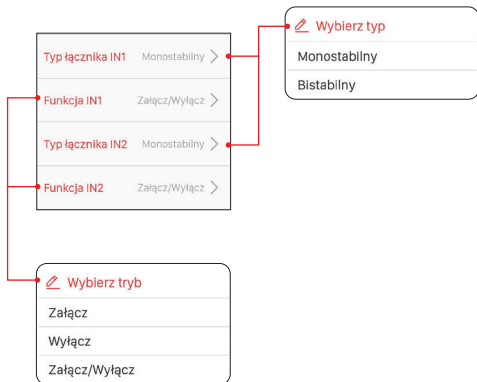 Wybierz typ
Monostabilny
Bistabilny
Typ łącznika IN1 Monostabilny
Funkcja IN1 Załącz/Wyłącz
Typ łącznika IN2 Monostabilny
Funkcja IN2 Załącz/Wyłącz
Wybierz tryb
Załącz
Wyłącz
Załącz/Wyłącz